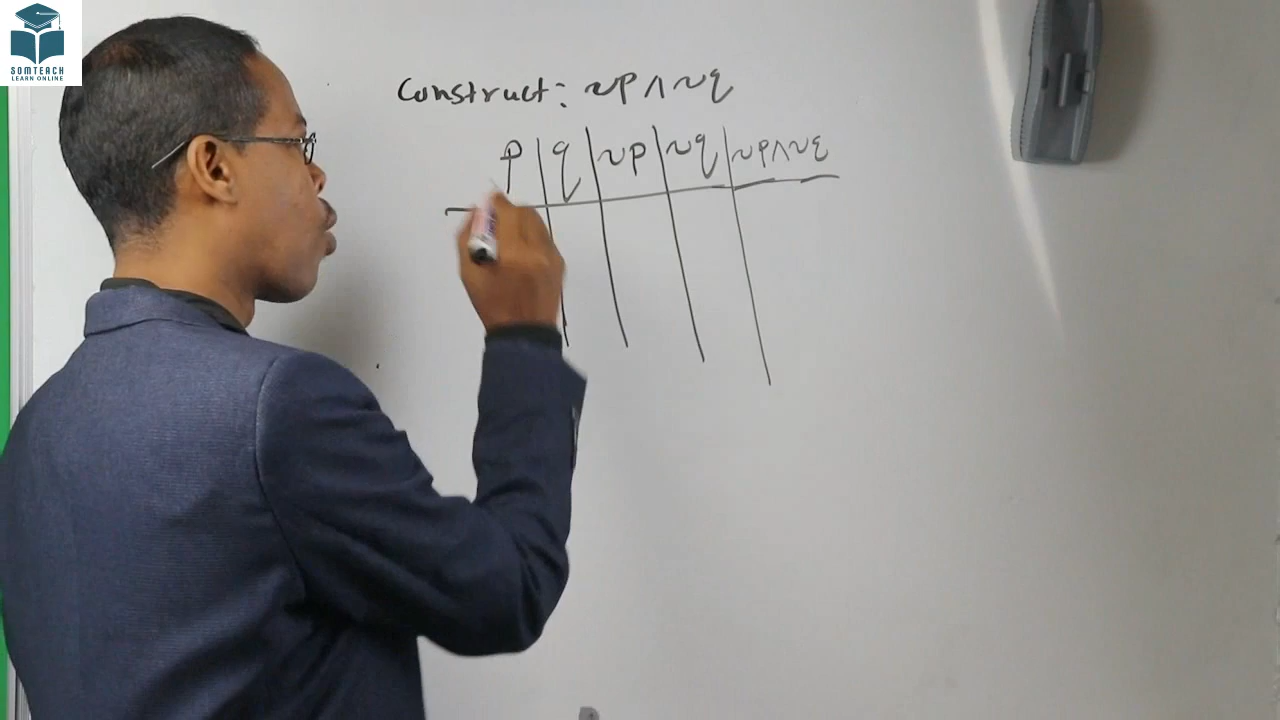 SOMTEACH
LEARN ONLINE
Construct: ~p ∧ ~q
p | q | ~p | ~q | ~p ∧ ~q